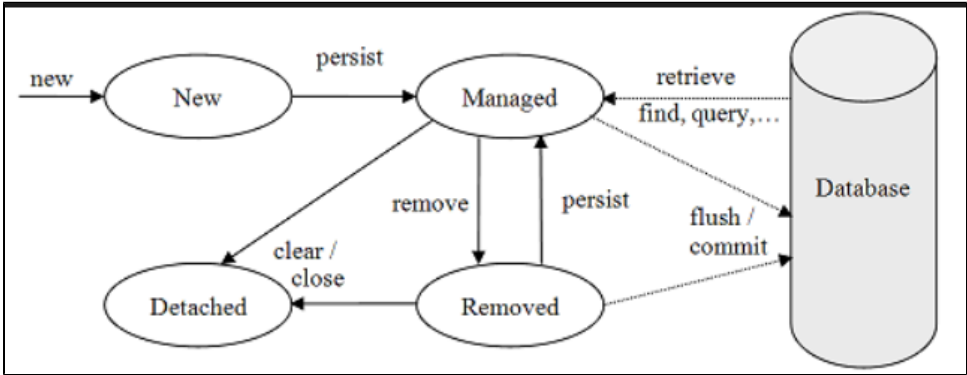 new
New
persist
Managed
retrieve
find, query,...
Database
remove
persist
flush /
commit
clear /
close
Detached
Removed